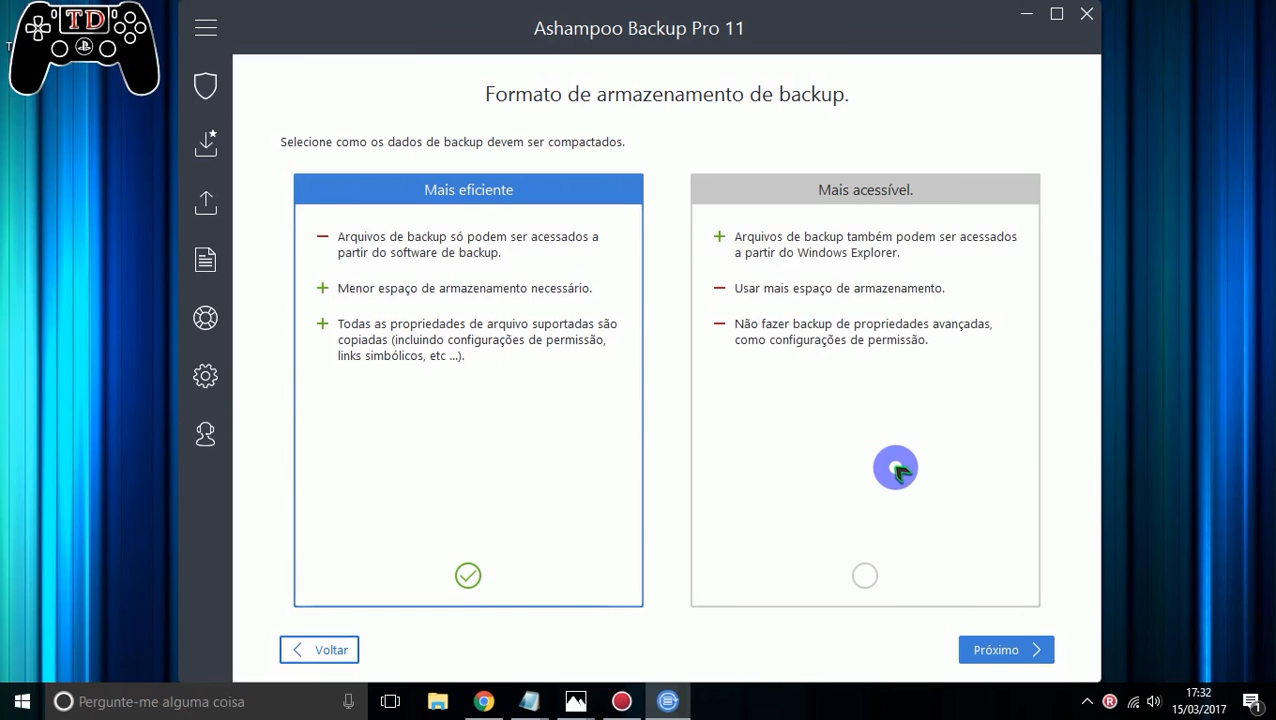 TD
T
Ashampoo Backup Pro 11
Formato de armazenamento de backup.
Selecione como os dados de backup devem ser compactados.
Mais eficiente
Arquivos de backup só podem ser acessados a
partir do software de backup.
Menor espaço de armazenamento necessário.
Todas as propriedades de arquivo suportadas são
copiadas (incluindo configurações de permissão,
links simbólicos, etc ...).
Mais acessível.
Arquivos de backup também podem ser acessados
a partir do Windows Explorer.
Usar mais espaço de armazenamento.
Não fazer backup de propriedades avançadas,
como configurações de permissão.
Voltar
Próximo
Pergunte-me alguma coisa
R
17:32
15/03/2017
1